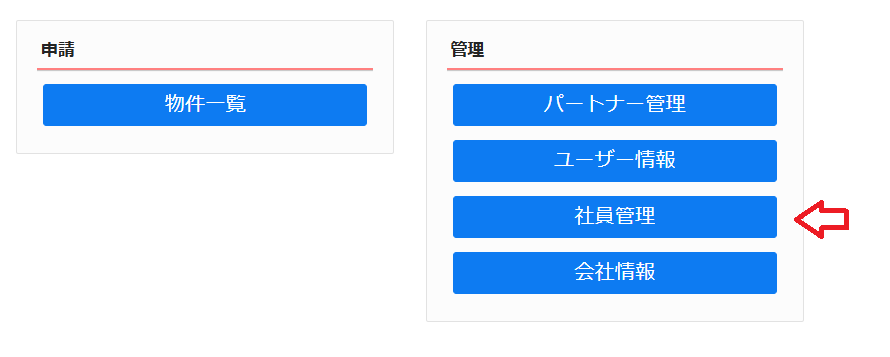 申請
物件一覧
管理
パートナー管理
ユーザー情報
社員管理
会社情報